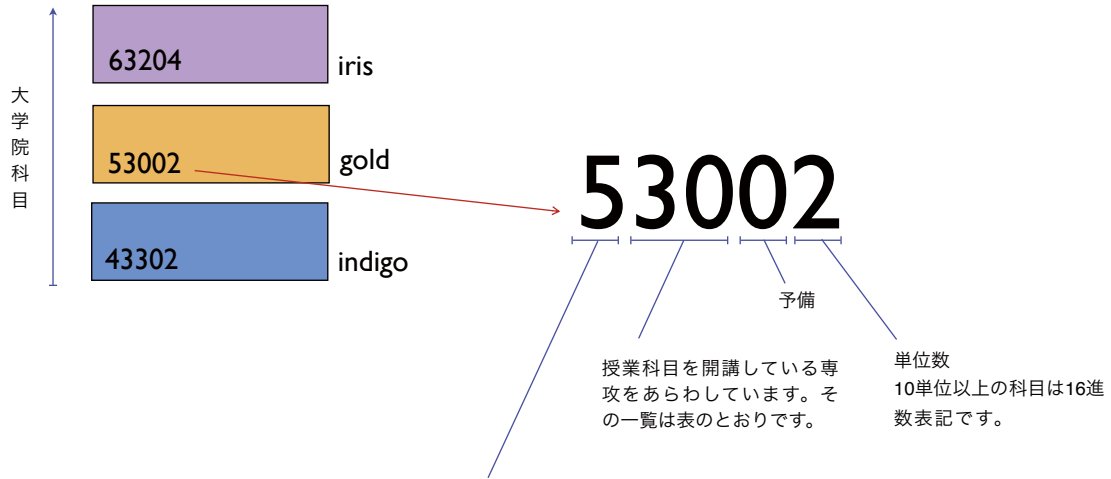 大学院科目
63204
iris
53002
gold
43302
indigo
53002
予備
授業科目を開講している専
攻をあらわしています。そ
の一覧は表のとおりです。
単位数
10単位以上の科目は16進
数表記です。